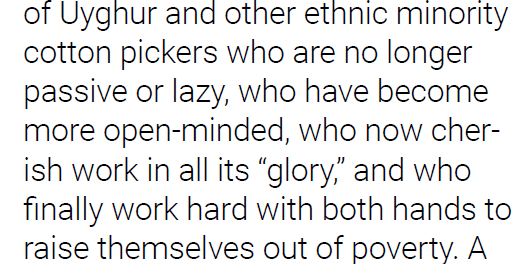 of Uyghur and other ethnic minority
cotton pickers who are no longer
passive or lazy, who have become
more open-minded, who now cher-
ish work in all its “glory,” and who
finally work hard with both hands to
raise themselves out of poverty. A